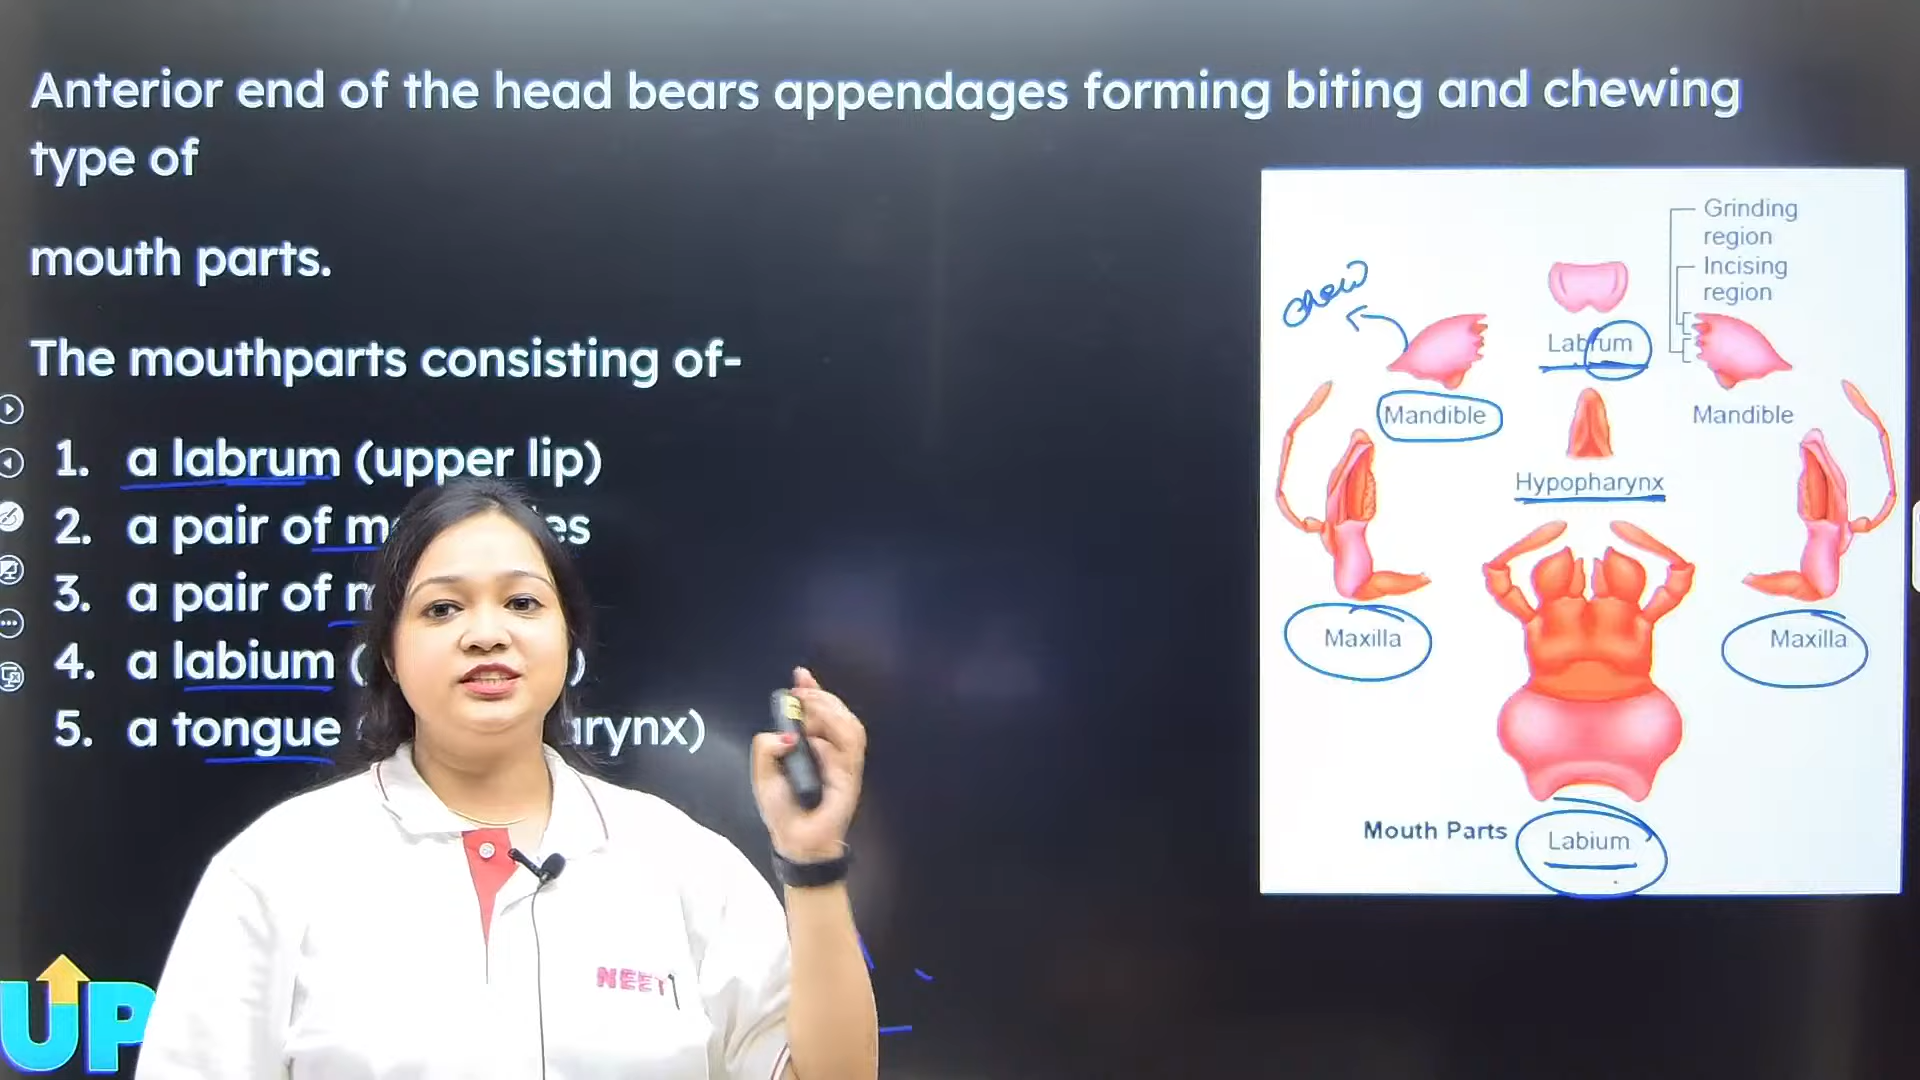 Anterior end of the head bears appendages forming biting and chewing
type of
mouth parts.
The mouthparts consisting of-
1. a labrum (upper lip)
2. a pair of
3. a pair of
4. a labium (
5. a tongue
Grinding
region
Incising
region
chew
Labrum
Mandible
Mandible
Hypopharynx
Maxilla
Maxilla
Mouth Parts
Labium
NEET
UP